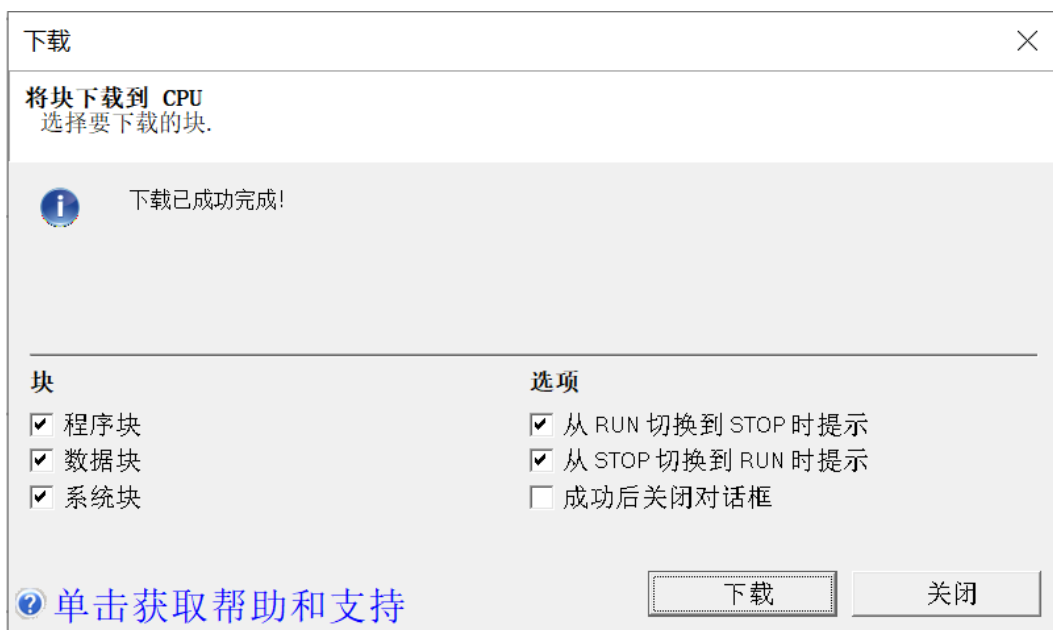 下载
将块下载到 CPU
选择要下载的块.
下载已成功完成!
块
程序块
数据块
系统块
选项
从 RUN 切换到 STOP 时提示
从 STOP 切换到 RUN 时提示
成功后关闭对话框
单击获取帮助和支持
下载
关闭